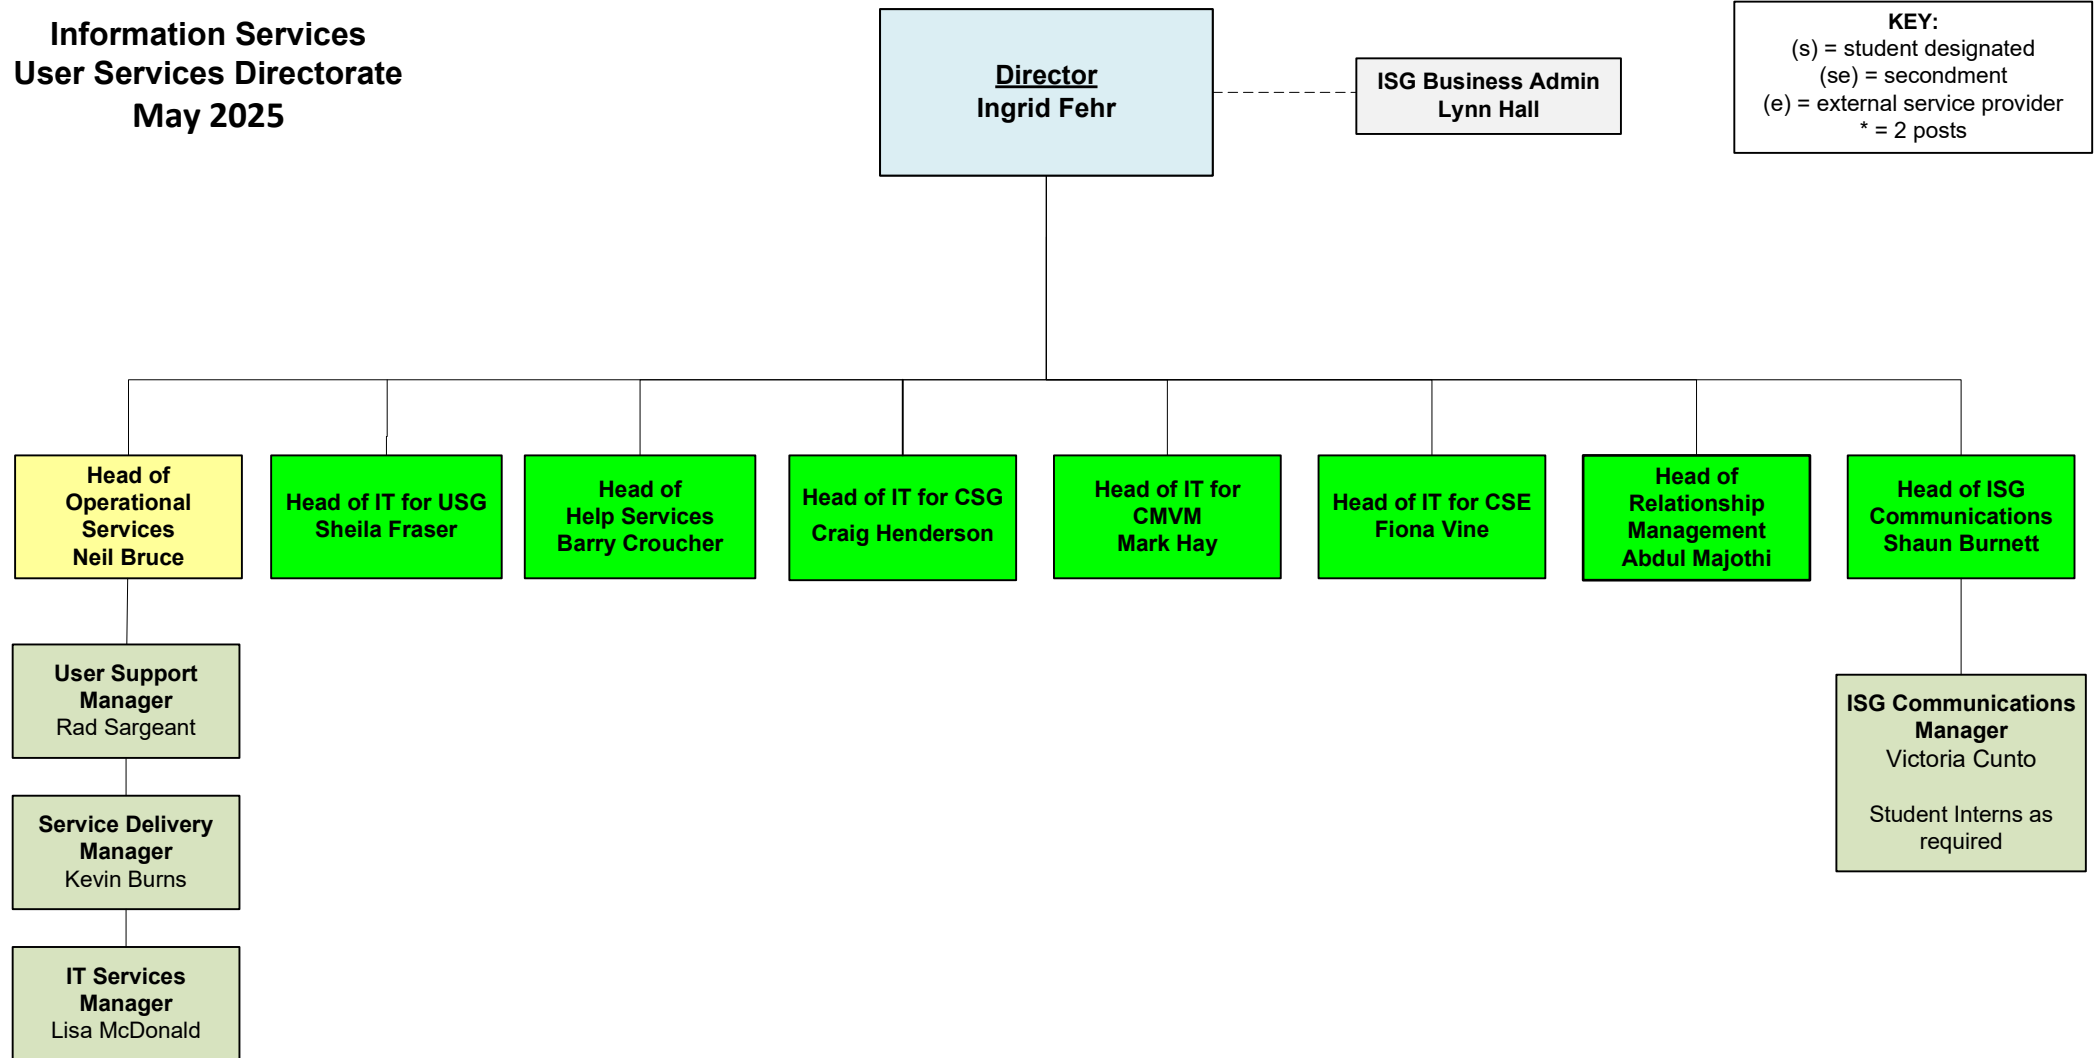 Information Services
User Services Directorate
May 2025
Director
Ingrid Fehr
ISG Business Admin
Lynn Hall
KEY:
(s) = student designated
(se) = secondment
(e) = external service provider
* = 2 posts
Head of
Operational
Services
Neil Bruce
Head of IT for USG
Sheila Fraser
Head of
Help Services
Barry Croucher
Head of IT for CSG
Craig Henderson
Head of IT for
CMVM
Mark Hay
Head of IT for CSE
Fiona Vine
Head of
Relationship
Management
Abdul Majothi
Head of ISG
Communications
Shaun Burnett
User Support
Manager
Rad Sargeant
Service Delivery
Manager
Kevin Burns
IT Services
Manager
Lisa McDonald
ISG Communications
Manager
Victoria Cunto
Student Interns as
required